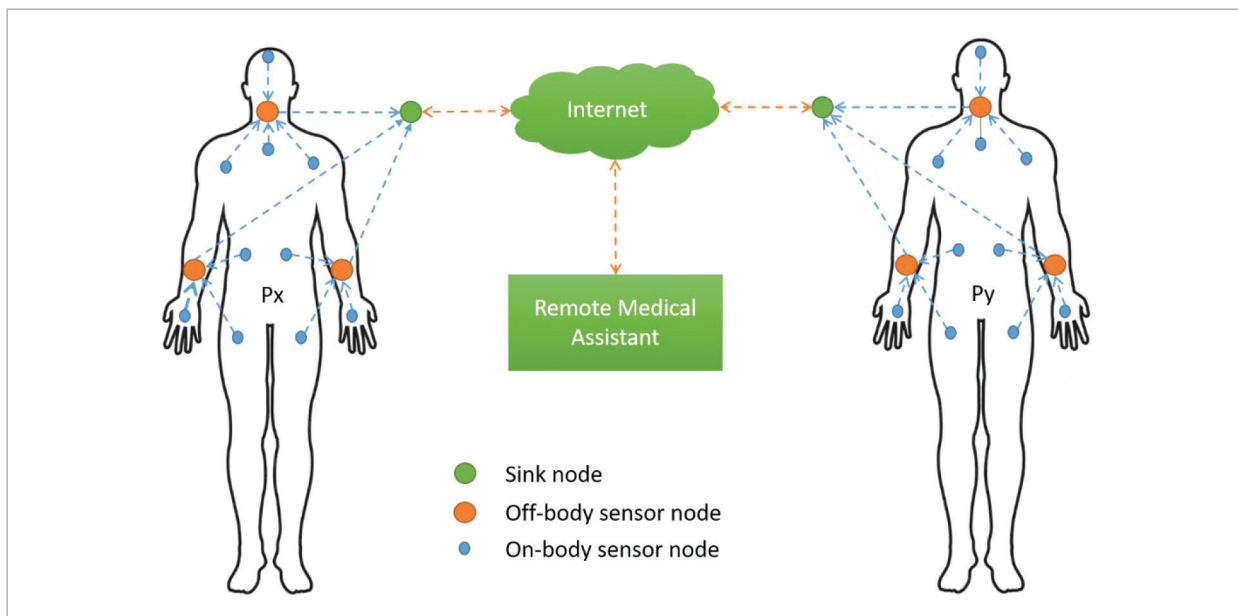 Internet
Px
Remote Medical
Assistant
Py
Sink node
Off-body sensor node
On-body sensor node